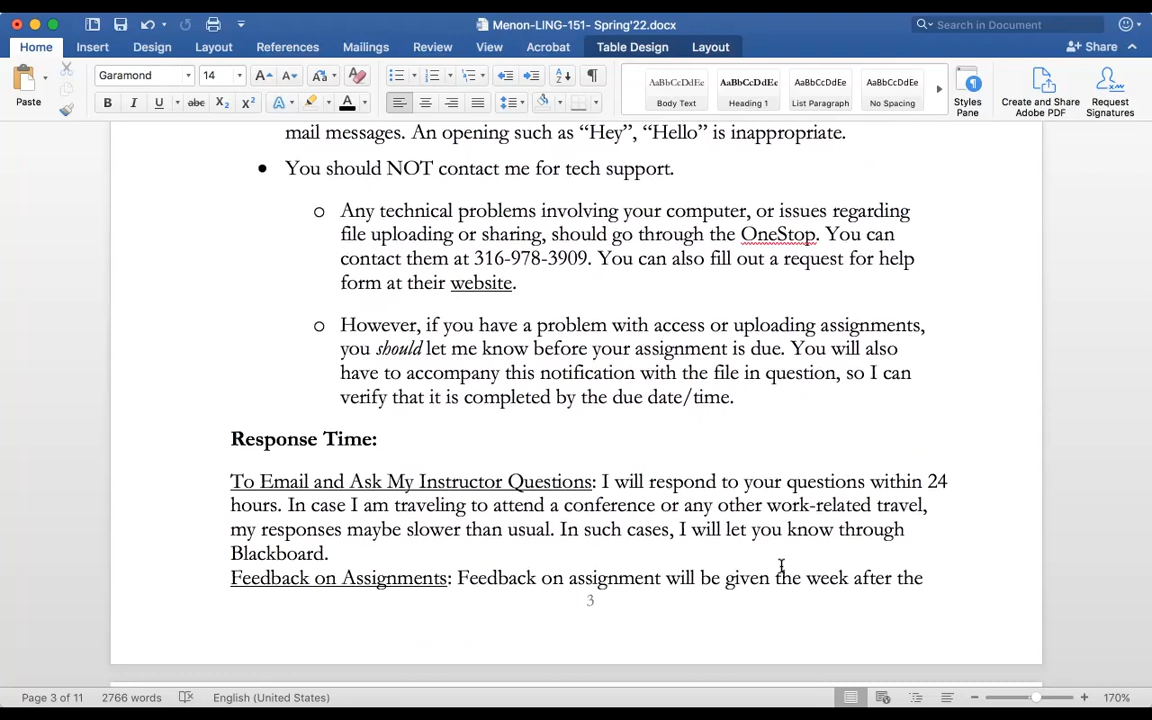 Menon-LING-151- Spring'22.docx
Search in Document
Home Insert Design Layout References Mailings Review View Acrobat Table Design Layout
Share
Paste
Garamond 14
AaBbCcDdEe AaBbCcDdEe AaBbCcDdEe AaBbCcDdEe
Body Text Heading 1 List Paragraph No Spacing
Styles Pane
Create and Share Adobe PDF
Request Signatures
mail messages. An opening such as “Hey”, “Hello” is inappropriate.
• You should NOT contact me for tech support.
o Any technical problems involving your computer, or issues regarding
file uploading or sharing, should go through the OneStop. You can
contact them at 316-978-3909. You can also fill out a request for help
form at their website.
o However, if you have a problem with access or uploading assignments,
you should let me know before your assignment is due. You will also
have to accompany this notification with the file in question, so I can
verify that it is completed by the due date/time.
Response Time:
To Email and Ask My Instructor Questions: I will respond to your questions within 24
hours. In case I am traveling to attend a conference or any other work-related travel,
my responses maybe slower than usual. In such cases, I will let you know through
Blackboard.
Feedback on Assignments: Feedback on assignment will be given the week after the
3
Page 3 of 11 2766 words English (United States) 170%